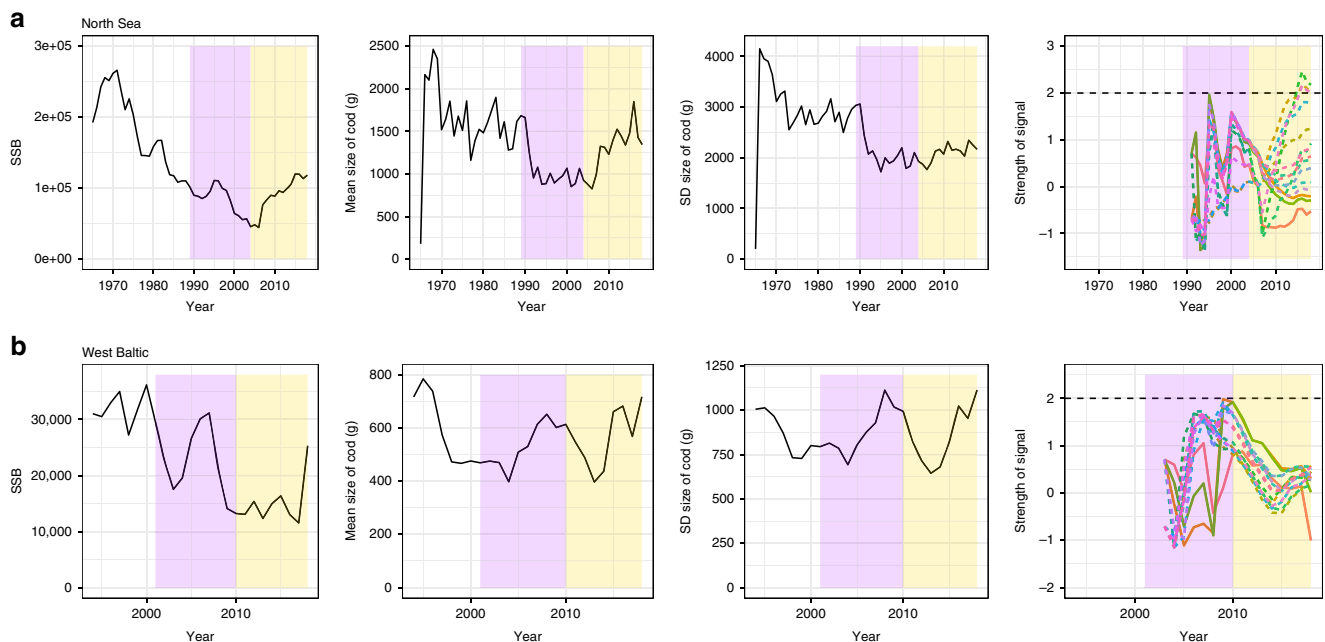 a
North Sea
3e+05
2e+05
1e+05
0e+00
SSB
1970 1980 1990 2000 2010
Year
2500
2000
1500
1000
500
0
Mean size of cod (g)
1970 1980 1990 2000 2010
Year
4000
3000
2000
1000
0
SD size of cod (g)
1970 1980 1990 2000 2010
Year
3
2
1
0
−1
Strength of signal
1970 1980 1990 2000 2010
Year
b
West Baltic
30,000
20,000
10,000
0
SSB
2000 2010
Year
800
600
400
200
0
Mean size of cod (g)
2000 2010
Year
1250
1000
750
500
250
0
SD size of cod (g)
2000 2010
Year
2
1
0
−1
−2
Strength of signal
2000 2010
Year